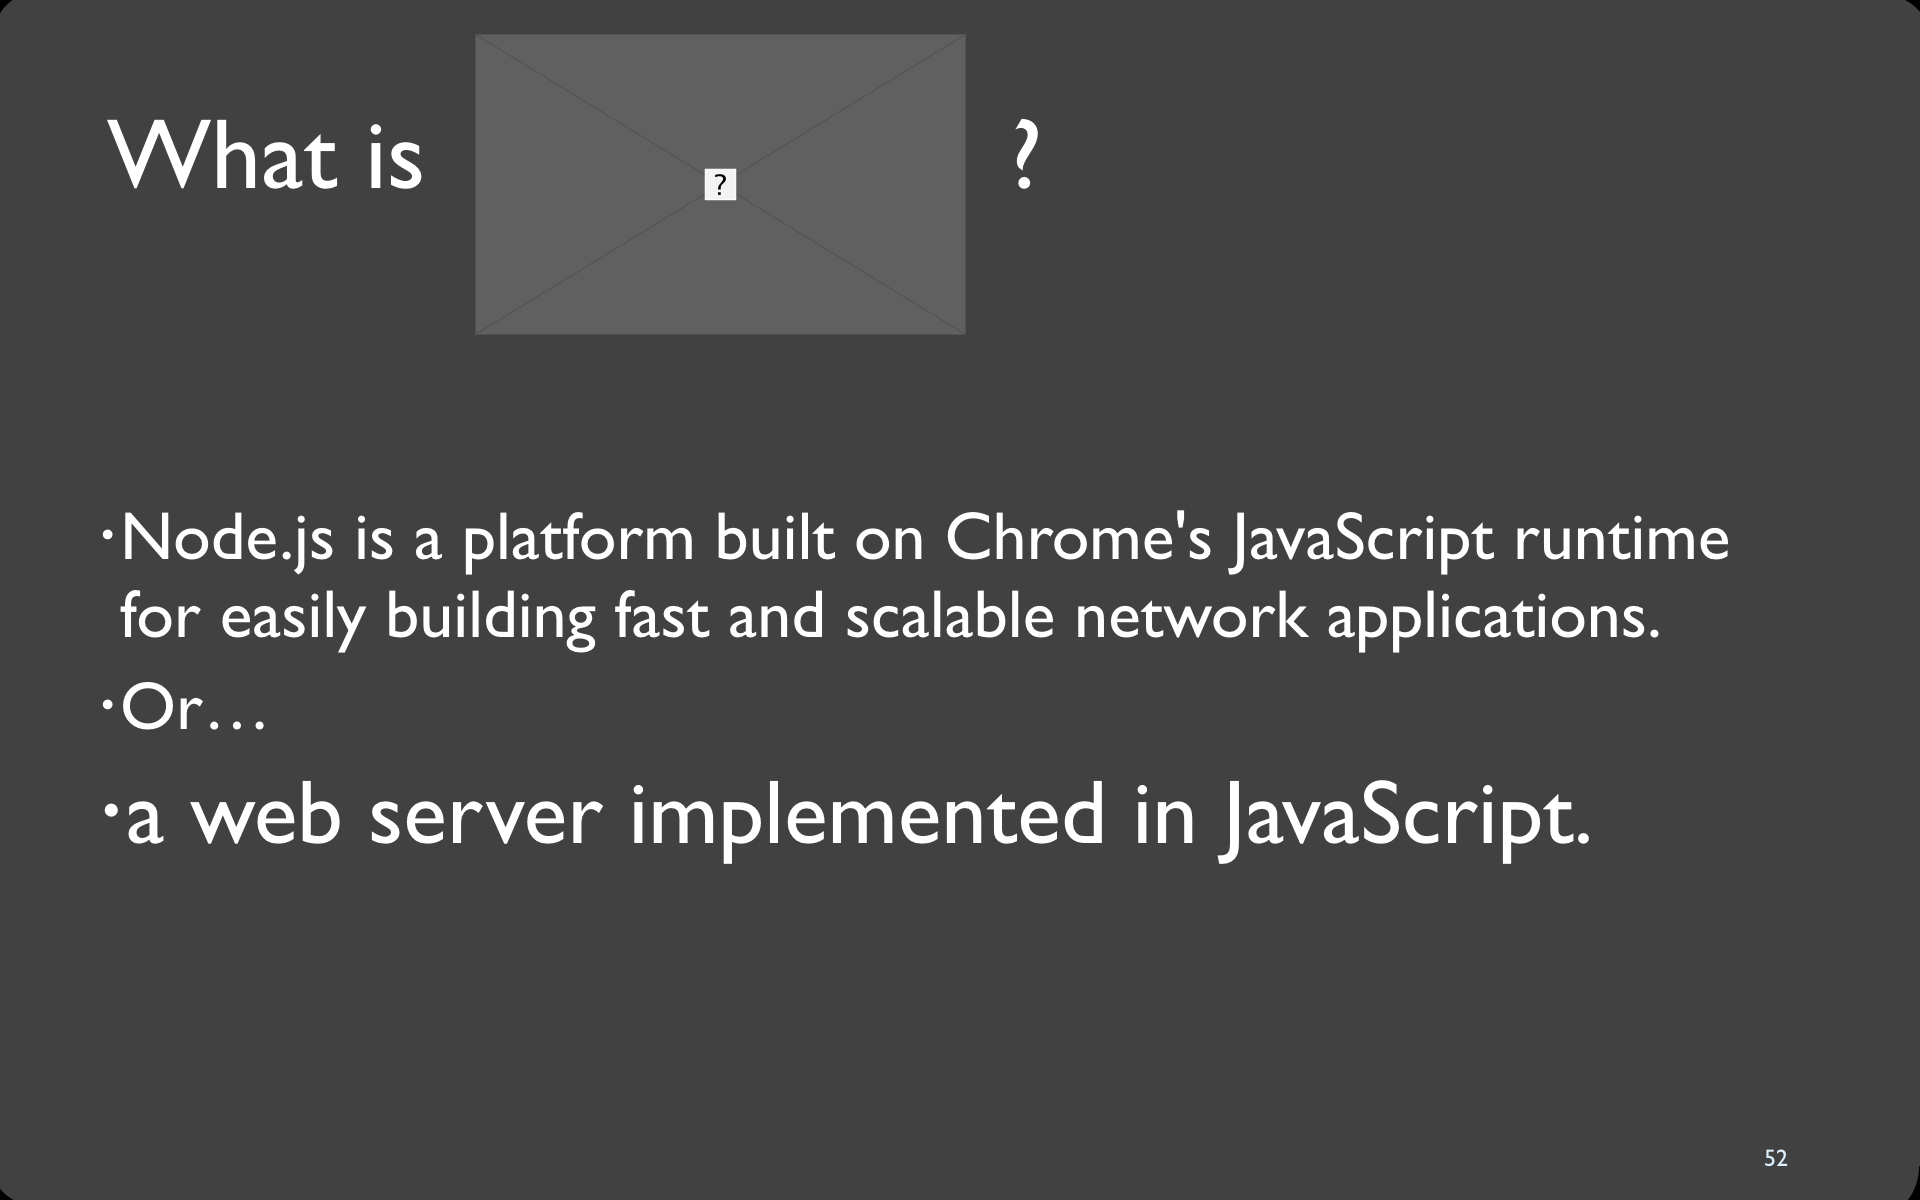 What is ?
?
•Node.js is a platform built on Chrome's JavaScript runtime
for easily building fast and scalable network applications.
•Or…
•a web server implemented in JavaScript.
52